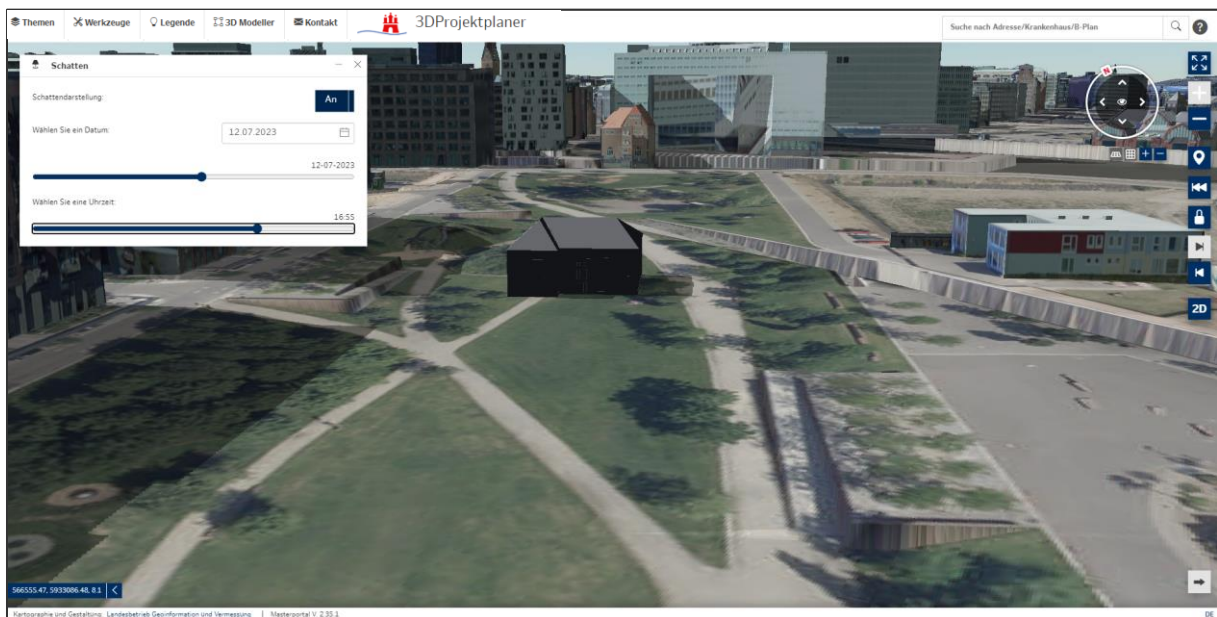 Themen Werkzeuge Legende 3D Modeller Kontakt 3DProjektplaner Suche nach Adresse/Krankenhaus/B-Plan
Schatten
Schattendarstellung: An
Wählen Sie ein Datum: 12.07.2023
12-07-2023
Wählen Sie eine Uhrzeit:
16:55
2D
566555.47, 5933086.48, 8.1
Kartographie und Gestaltung: Landesbetrieb Geoinformation und Vermessung | Masterportal V. 2.35.1 DE